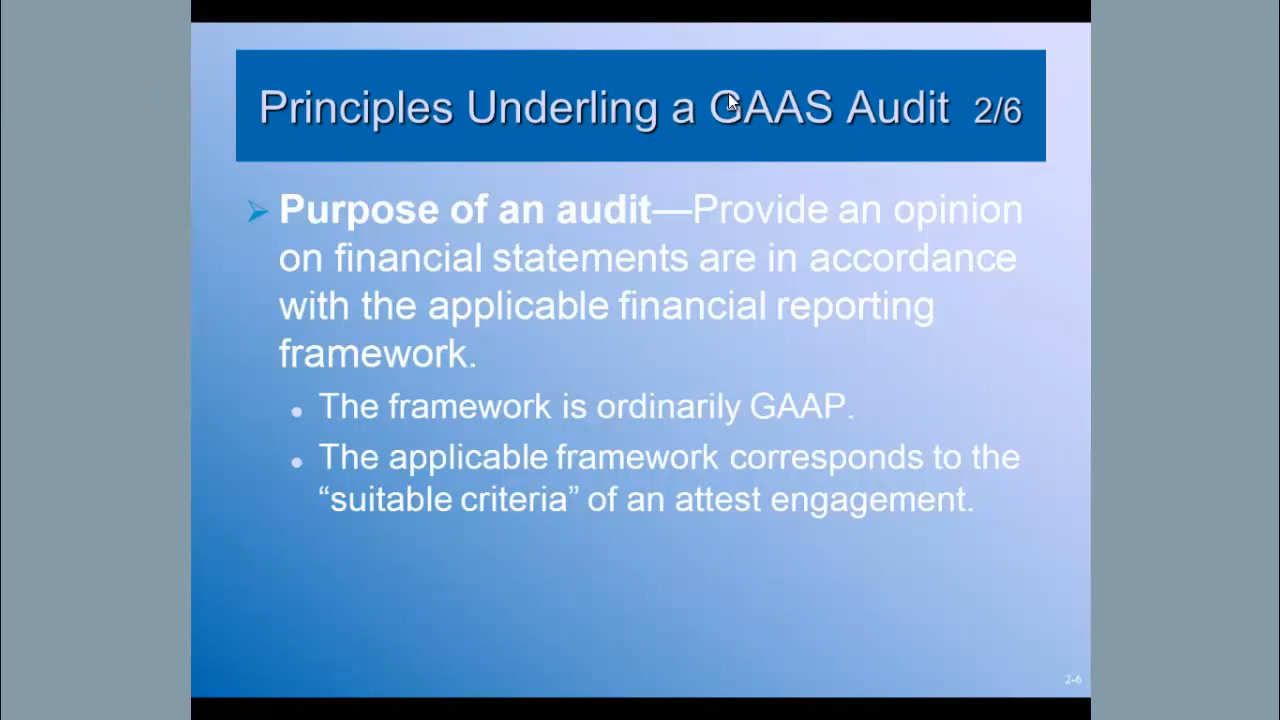 Principles Underling a GAAS Audit 2/6
Purpose of an audit—Provide an opinion
on financial statements are in accordance
with the applicable financial reporting
framework.
The framework is ordinarily GAAP.
The applicable framework corresponds to the
“suitable criteria” of an attest engagement.
2-6